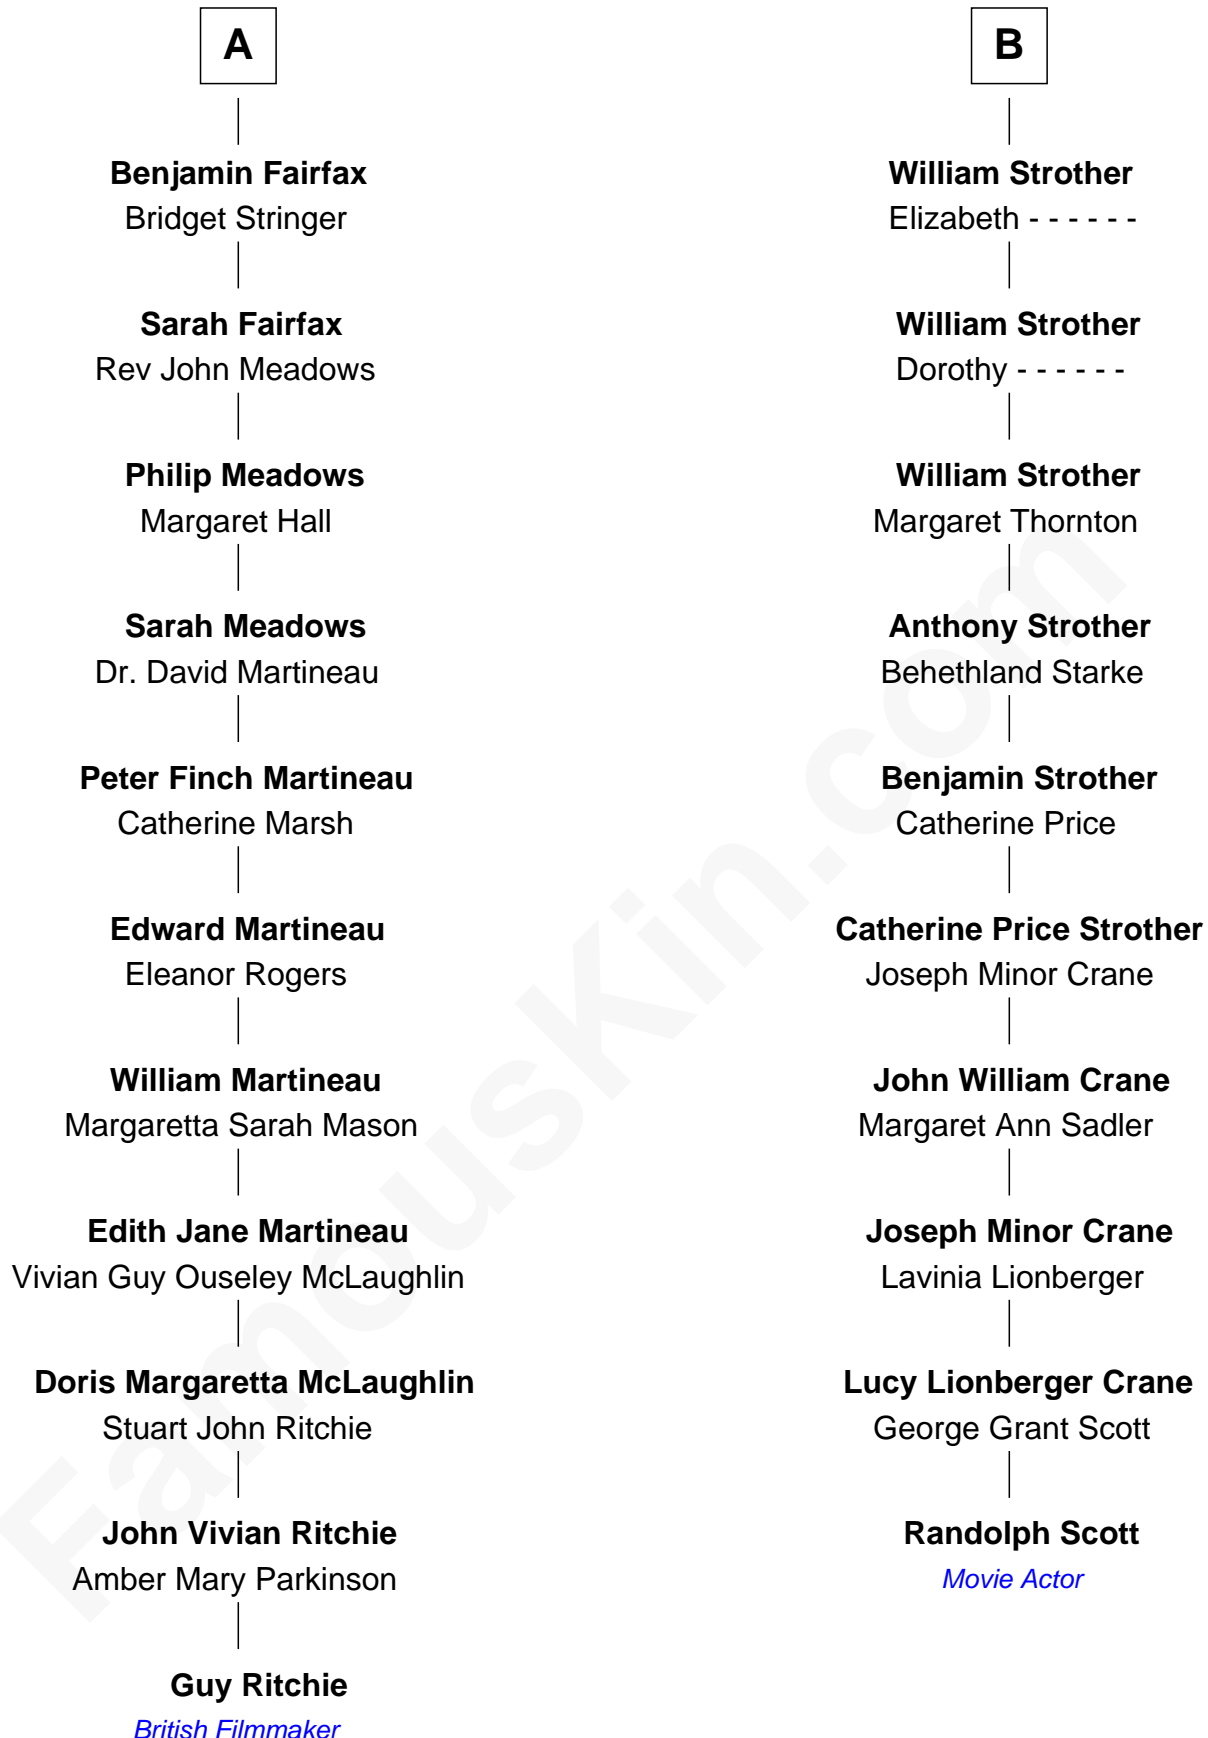 A
Benjamin Fairfax
Bridget Stringer
Sarah Fairfax
Rev John Meadows
Philip Meadows
Margaret Hall
Sarah Meadows
Dr. David Martineau
Peter Finch Martineau
Catherine Marsh
Edward Martineau
Eleanor Rogers
William Martineau
Margaretta Sarah Mason
Edith Jane Martineau
Vivian Guy Ouseley McLaughlin
Doris Margaretta McLaughlin
Stuart John Ritchie
John Vivian Ritchie
Amber Mary Parkinson
Guy Ritchie
British Filmmaker
B
William Strother
Elizabeth - - - - - -
William Strother
Dorothy - - - - - -
William Strother
Margaret Thornton
Anthony Strother
Behethland Starke
Benjamin Strother
Catherine Price
Catherine Price Strother
Joseph Minor Crane
John William Crane
Margaret Ann Sadler
Joseph Minor Crane
Lavinia Lionberger
Lucy Lionberger Crane
George Grant Scott
Randolph Scott
Movie Actor
FamousKin.com